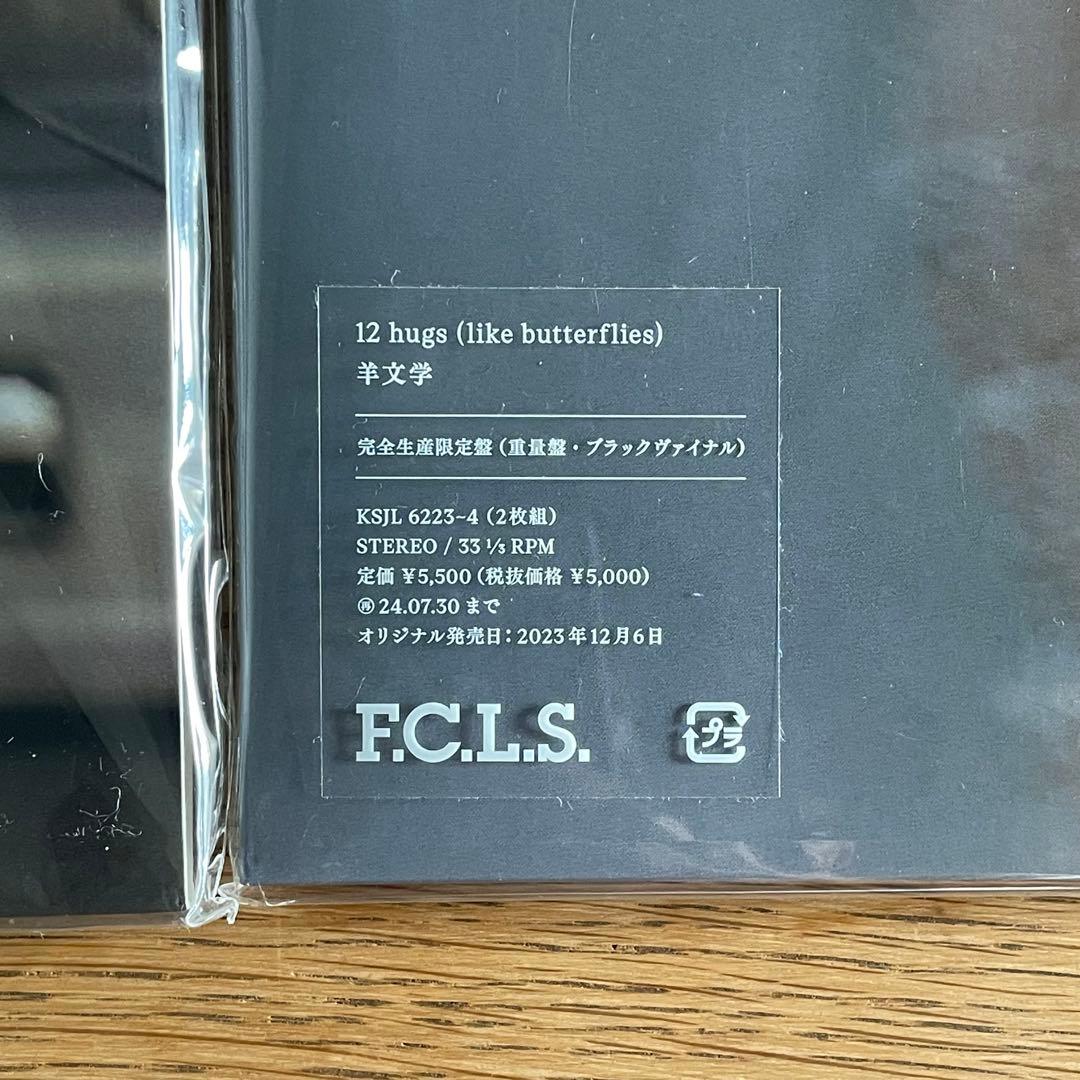 12 hugs (like butterflies)
羊文学
完全生産限定盤 (重量盤・ブラックヴァイナル)
KSJL 6223~4 (2枚組)
STEREO / 33 ⅓ RPM
定価 ¥5,500 (税抜価格 ¥5,000)
㊢24.07.30 まで
オリジナル発売日：2023年12月6日
F.C.L.S.
プラ